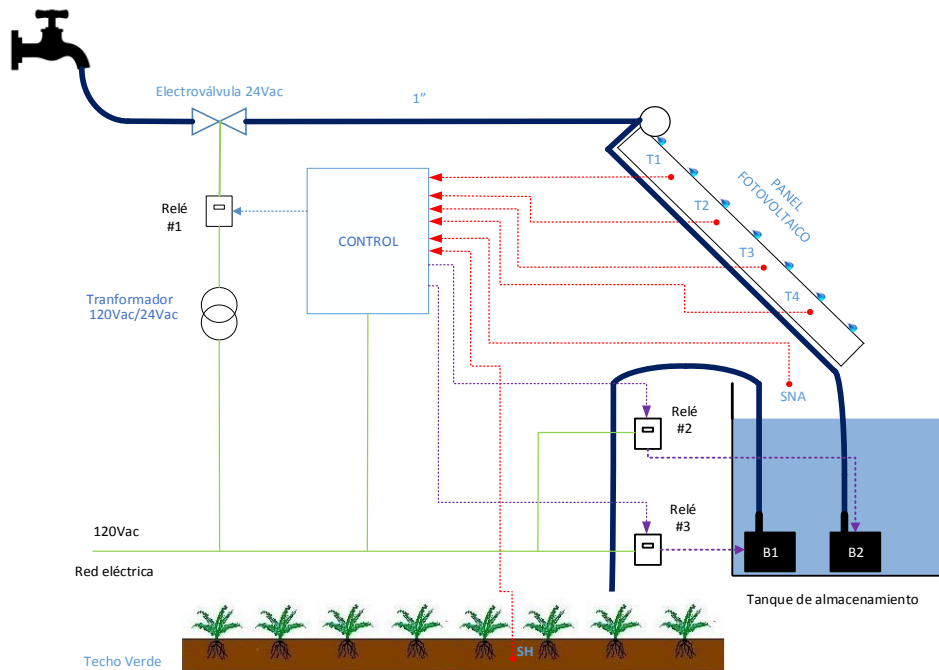 Electroválvula 24Vac
1”
T1
PANEL
FOTOVOLTAICO
T2
T3
T4
Relé
#1
CONTROL
Tranformador
120Vac/24Vac
SNA
Relé
#2
Relé
#3
120Vac
Red eléctrica
B1
B2
Tanque de almacenamiento
SH
Techo Verde